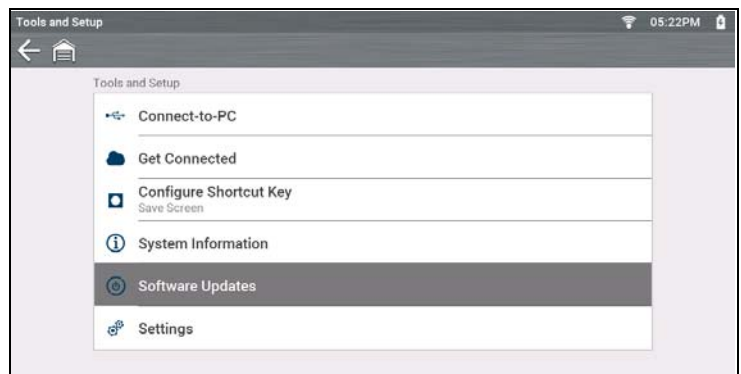 Tools and Setup
05:22PM
Tools and Setup
Connect-to-PC
Get Connected
Configure Shortcut Key
Save Screen
System Information
Software Updates
Settings